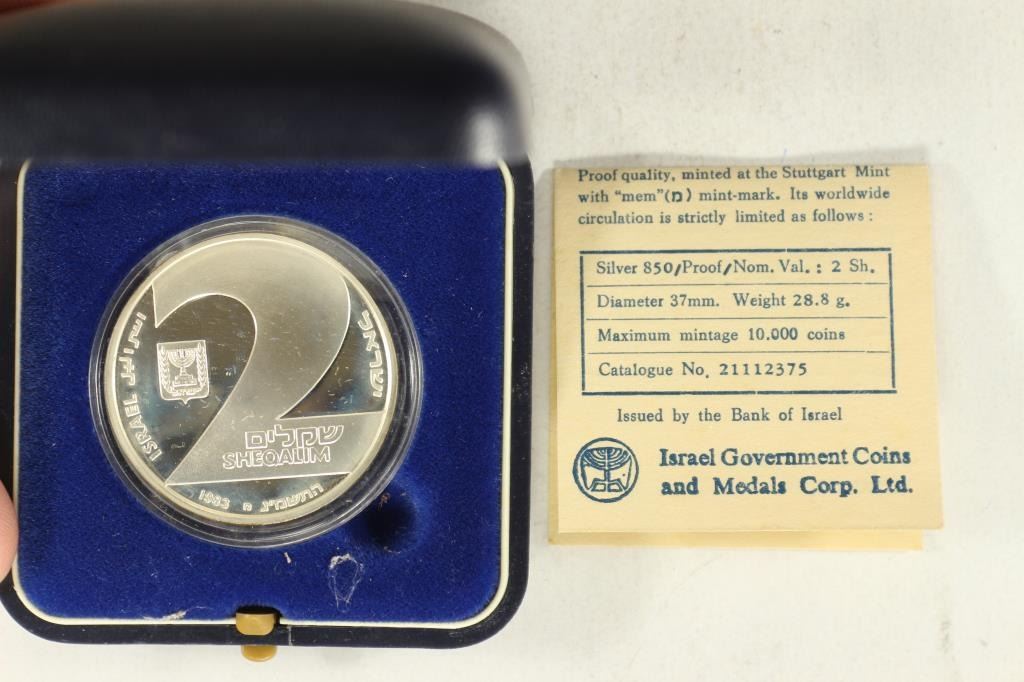 إسرائيل
ISRAEL
ישראל
שקלים
SHEQALIM
1983 מ התשמ"ג
Proof quality, minted at the Stuttgart Mint
with "mem"(מ) mint-mark. Its worldwide
circulation is strictly limited as follows :
Silver 850/Proof/Nom. Val. : 2 Sh.
Diameter 37mm. Weight 28.8 g.
Maximum mintage 10.000 coins
Catalogue No. 21112375
Issued by the Bank of Israel
Israel Government Coins
and Medals Corp. Ltd.
2